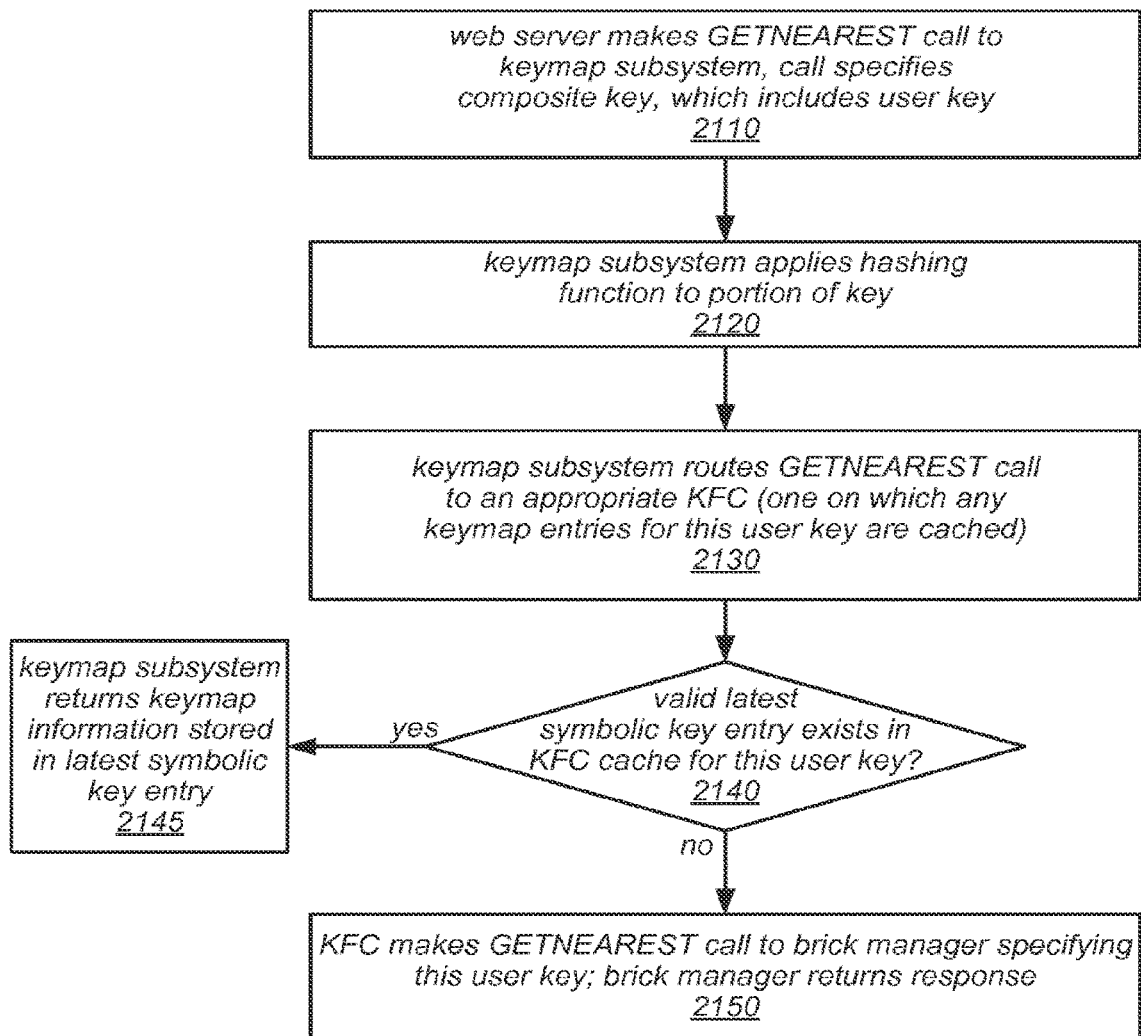 web server makes GETNEAREST call to
keymap subsystem, call specifies
composite key, which includes user key
2110
keymap subsystem applies hashing
function to portion of key
2120
keymap subsystem routes GETNEAREST call
to an appropriate KFC (one on which any
keymap entries for this user key are cached)
2130
valid latest
symbolic key entry exists in
KFC cache for this user key?
2140
yes
keymap subsystem
returns keymap
information stored
in latest symbolic
key entry
2145
no
KFC makes GETNEAREST call to brick manager specifying
this user key; brick manager returns response
2150